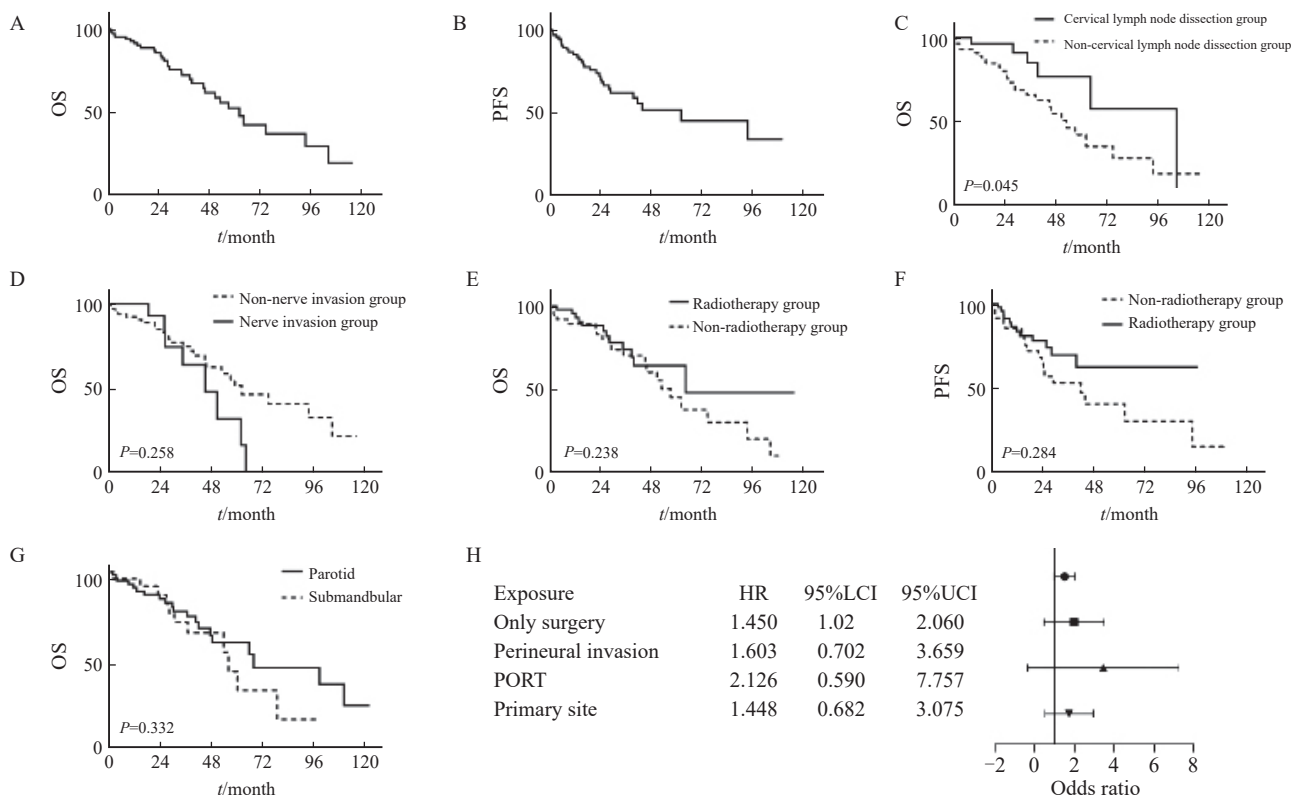 A
100
50
0
OS
0 24 48 72 96 120
t/month
B
100
50
0
PFS
0 24 48 72 96 120
t/month
C
Cervical lymph node dissection group
Non-cervical lymph node dissection group
100
50
0
OS
P=0.045
0 24 48 72 96 120
t/month
D
Non-nerve invasion group
Nerve invasion group
100
50
0
OS
P=0.258
0 24 48 72 96 120
t/month
E
Radiotherapy group
Non-radiotherapy group
100
50
0
OS
P=0.238
0 24 48 72 96 120
t/month
F
Non-radiotherapy group
Radiotherapy group
100
50
0
PFS
P=0.284
0 24 48 72 96 120
t/month
G
Parotid
Submandbular
100
50
0
OS
P=0.332
0 24 48 72 96 120
t/month
H
Exposure HR 95%LCI 95%UCI
Only surgery 1.450 1.02 2.060
Perineural invasion 1.603 0.702 3.659
PORT 2.126 0.590 7.757
Primary site 1.448 0.682 3.075
−2 0 2 4 6 8
Odds ratio